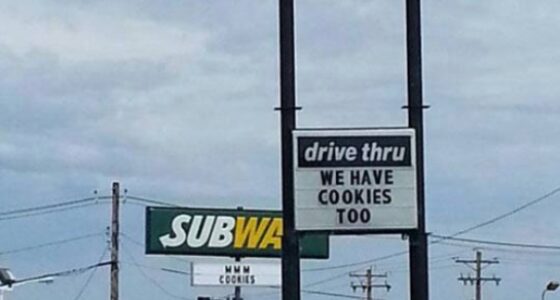 drive thru
WE HAVE
COOKIES
TOO
SUBWA
MMM
COOKIES